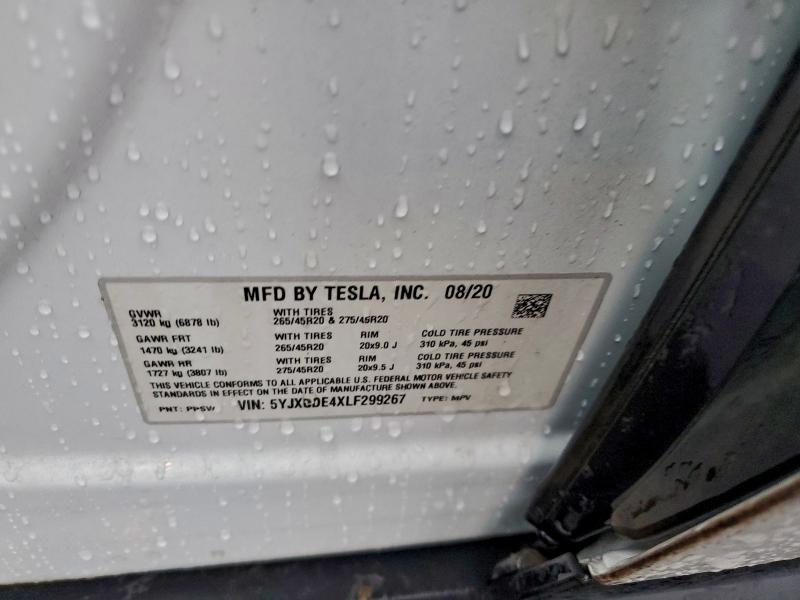 MFD BY TESLA, INC. 08/20
GVWR
3120 kg (6878 lb)
WITH TIRES
265/45R20 & 275/45R20
GAWR FRT
1470 kg (3241 lb)
WITH TIRES
265/45R20
RIM
20x9.0 J
COLD TIRE PRESSURE
310 kPa, 45 psi
GAWR RR
1727 kg (3807 lb)
WITH TIRES
275/45R20
RIM
20x9.5 J
COLD TIRE PRESSURE
310 kPa, 45 psi
THIS VEHICLE CONFORMS TO ALL APPLICABLE U.S. FEDERAL MOTOR VEHICLE SAFETY
STANDARDS IN EFFECT ON THE DATE OF MANUFACTURE SHOWN ABOVE.
PNT: PPSW VIN: 5YJXCDE4XLF299267 TYPE: MPV